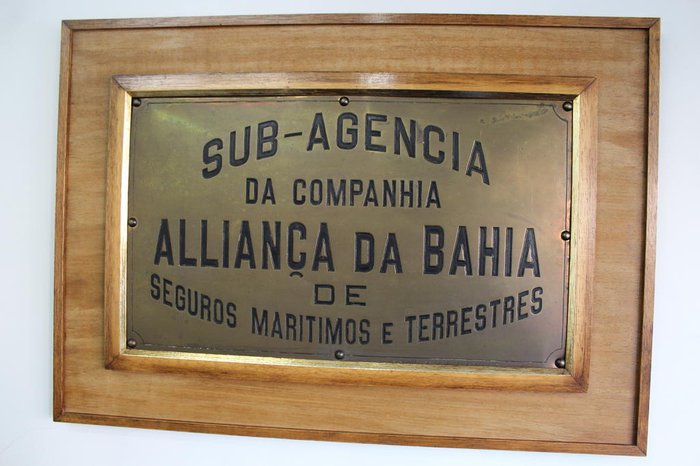 SUB-AGENCIA
DA COMPANHIA
ALLIANÇA DA BAHIA
DE
SEGUROS MARITIMOS E TERRESTRES